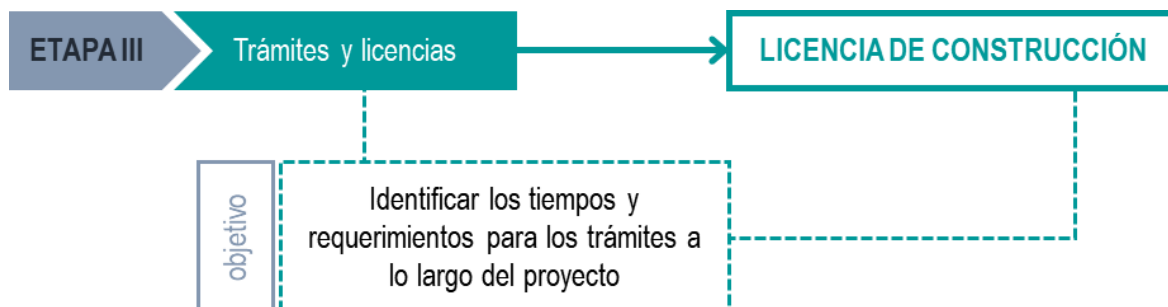 ETAPA III
Trámites y licencias
LICENCIA DE CONSTRUCCIÓN
objetivo
Identificar los tiempos y
requerimientos para los trámites a
lo largo del proyecto